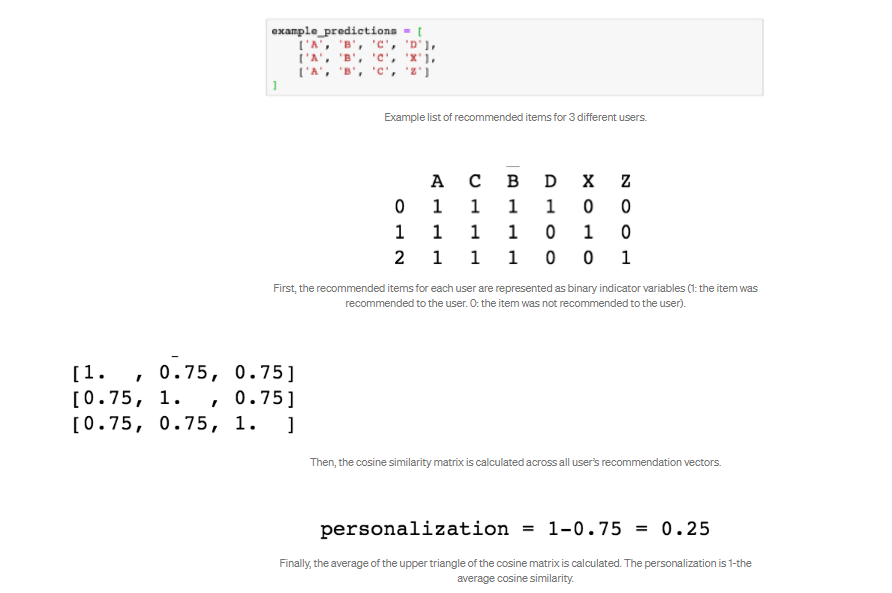 example_predictions = [
['A', 'B', 'C', 'D'],
['A', 'B', 'C', 'X'],
['A', 'B', 'C', 'Z']
]
Example list of recommended items for 3 different users.
A C B D X Z
0 1 1 1 1 0 0
1 1 1 1 0 1 0
2 1 1 1 0 0 1
First, the recommended items for each user are represented as binary indicator variables (1: the item was
recommended to the user. 0: the item was not recommended to the user).
[1. , 0.75, 0.75]
[0.75, 1. , 0.75]
[0.75, 0.75, 1. ]
Then, the cosine similarity matrix is calculated across all user's recommendation vectors.
personalization = 1-0.75 = 0.25
Finally, the average of the upper triangle of the cosine matrix is calculated. The personalization is 1-the
average cosine similarity.